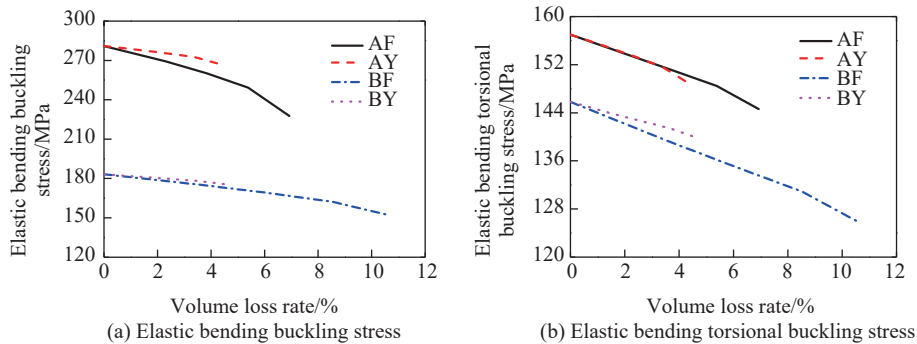 Elastic bending buckling
stress/MPa
300
270
240
210
180
150
120
0
2
4
6
8
10
12
AF
AY
BF
BY
Volume loss rate/%
(a) Elastic bending buckling stress
Elastic bending torsional
buckling stress/MPa
160
152
144
136
128
120
0
2
4
6
8
10
12
AF
AY
BF
BY
Volume loss rate/%
(b) Elastic bending torsional buckling stress